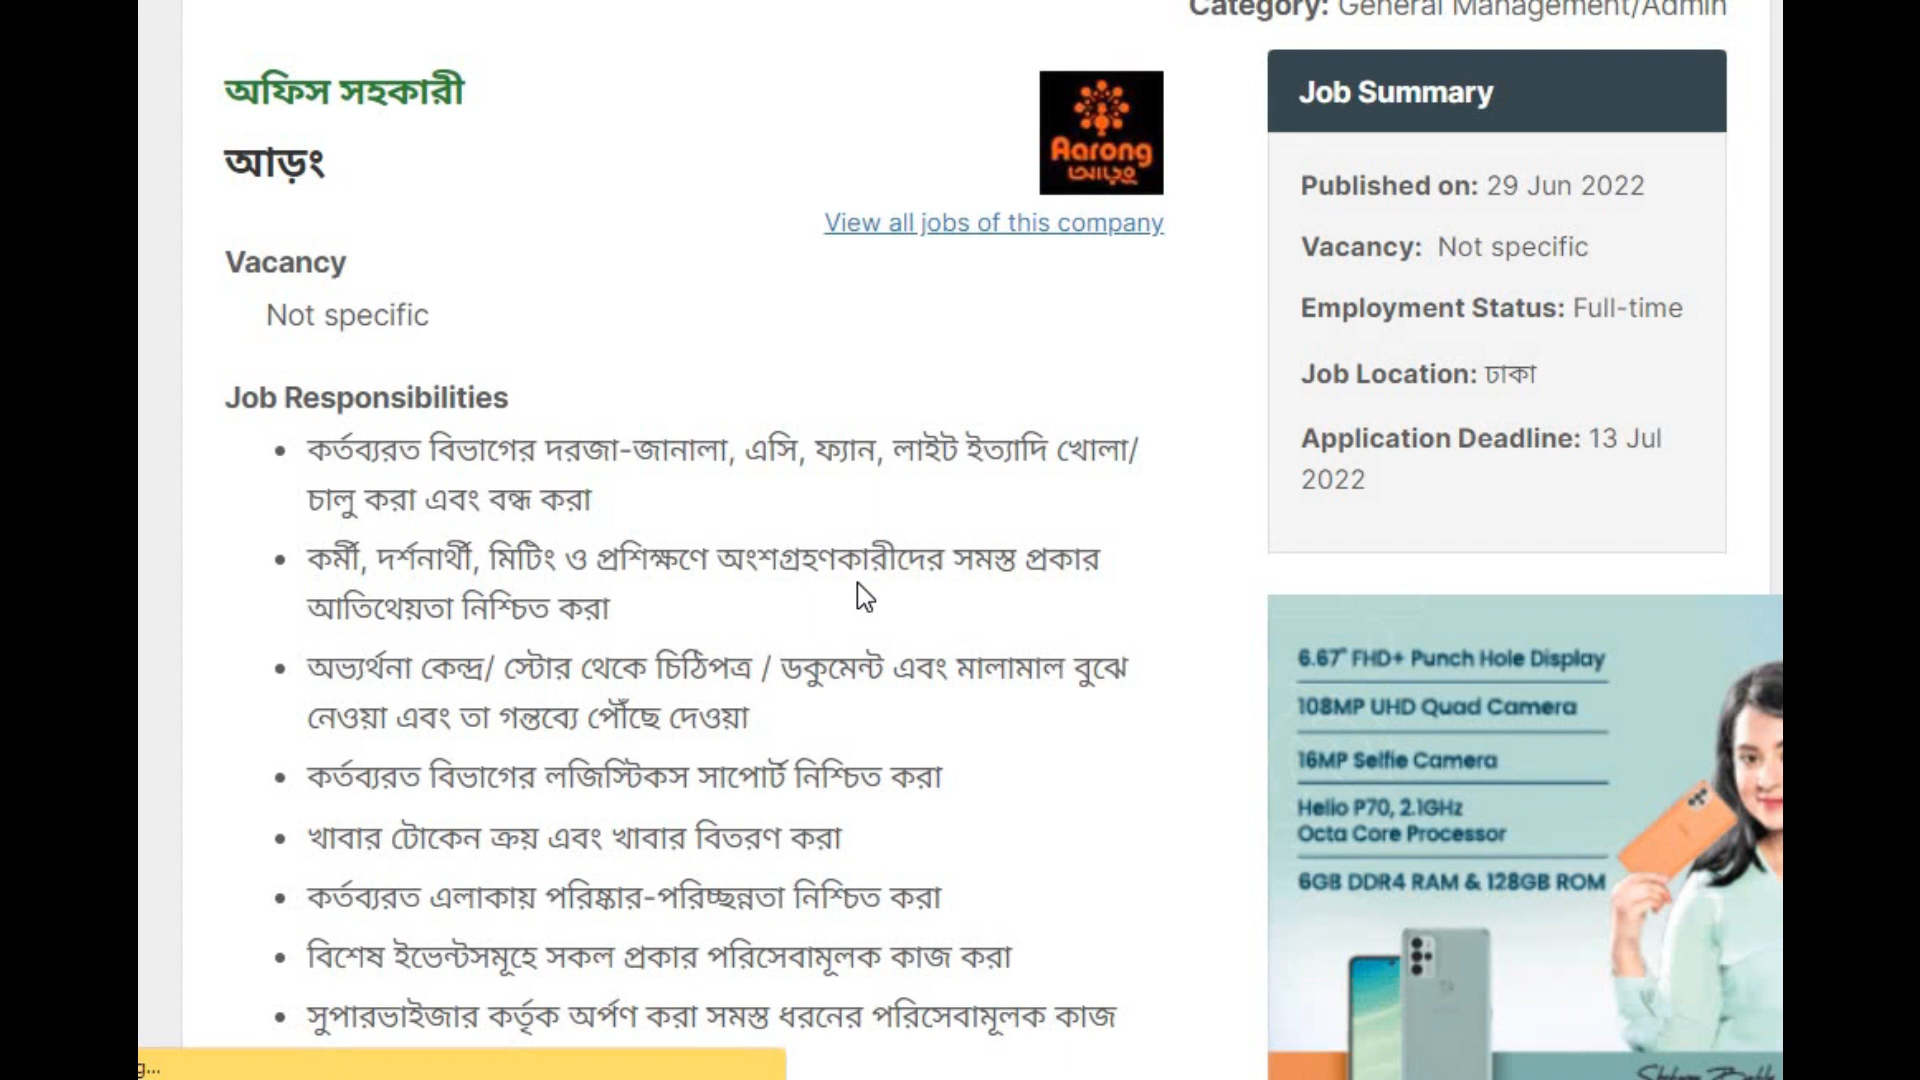 Category: General Management/Admin
অফিস সহকারী
আড়ং
Aarong
আড়ং
View all jobs of this company
Vacancy
Not specific
Job Responsibilities
• কর্তব্যরত বিভাগের দরজা-জানালা, এসি, ফ্যান, লাইট ইত্যাদি খোলা/
চালু করা এবং বন্ধ করা
• কর্মী, দর্শনার্থী, মিটিং ও প্রশিক্ষণে অংশগ্রহণকারীদের সমস্ত প্রকার
আতিথেয়তা নিশ্চিত করা
• অভ্যর্থনা কেন্দ্র/ স্টোর থেকে চিঠিপত্র / ডকুমেন্ট এবং মালামাল বুঝে
নেওয়া এবং তা গন্তব্যে পৌঁছে দেওয়া
• কর্তব্যরত বিভাগের লজিস্টিকস সাপোর্ট নিশ্চিত করা
• খাবার টোকেন ক্রয় এবং খাবার বিতরণ করা
• কর্তব্যরত এলাকায় পরিষ্কার-পরিচ্ছন্নতা নিশ্চিত করা
• বিশেষ ইভেন্টসমূহে সকল প্রকার পরিসেবামূলক কাজ করা
• সুপারভাইজার কর্তৃক অর্পণ করা সমস্ত ধরনের পরিসেবামূলক কাজ
Job Summary
Published on: 29 Jun 2022
Vacancy: Not specific
Employment Status: Full-time
Job Location: ঢাকা
Application Deadline: 13 Jul
2022
6.67" FHD+ Punch Hole Display
108MP UHD Quad Camera
16MP Selfie Camera
Helio P70, 2.1GHz
Octa Core Processor
6GB DDR4 RAM & 128GB ROM